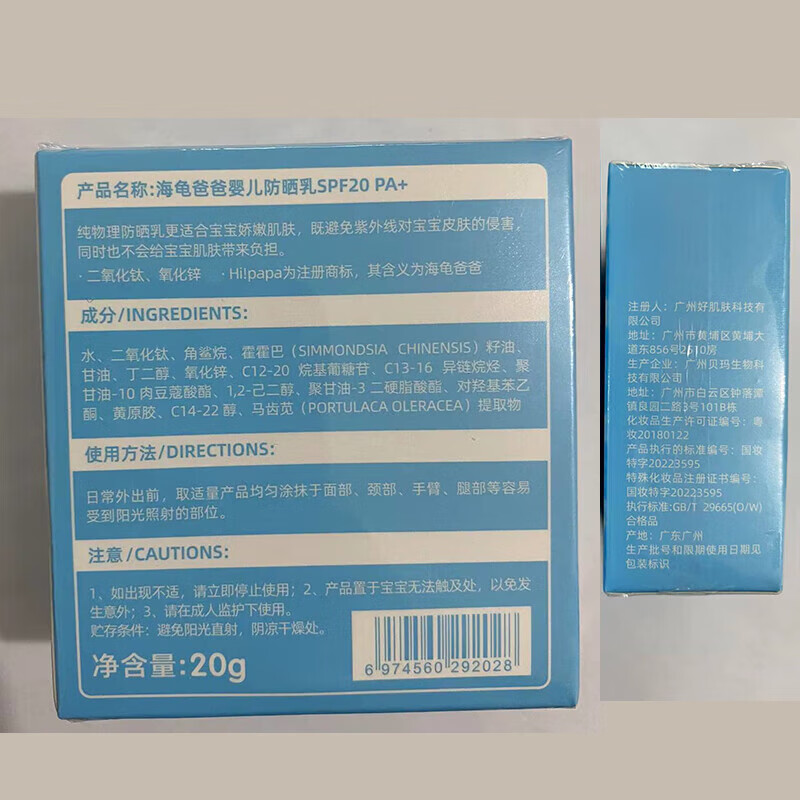 产品名称:海龟爸爸婴儿防晒乳SPF20 PA+
纯物理防晒乳更适合宝宝娇嫩肌肤，既避免紫外线对宝宝皮肤的侵害，
同时也不会给宝宝肌肤带来负担。
·二氧化钛、氧化锌 ·Hi!papa为注册商标，其含义为海龟爸爸
。
成分/INGREDIENTS:
水、二氧化钛、角鲨烷、霍霍巴（SIMMONDSIA CHINENSIS）籽油、
甘油、丁二醇、氧化锌、C12-20 烷基葡糖苷、C13-16 异链烷烃、聚
甘油-10 肉豆蔻酸酯、1,2-己二醇、聚甘油-3 二硬脂酸酯、对羟基苯乙
酮、黄原胶、C14-22 醇、马齿苋（PORTULACA OLERACEA）提取物
使用方法/DIRECTIONS:
日常外出前，取适量产品均匀涂抹于面部、颈部、手臂、腿部等容易
受到阳光照射的部位。
注意/CAUTIONS:
1、如出现不适，请立即停止使用；2、产品置于宝宝无法触及处，以免发
生意外；3、请在成人监护下使用。
贮存条件：避免阳光直射，阴凉干燥处。
净含量:20g
6 974560 292028
注册人：广州好肌肤科技有
限公司
地址：广州市黄埔区黄埔大
道东856号
生产企业：广州贝玛生物科
技有限公司
地址：广州市白云区钟落潭
镇良园二路3号101B栋
化妆品生产许可证编号：粤
妆20180122
产品执行的标准编号：国妆
特字20223595
特殊化妆品注册证书编号：
国妆特字20223595
执行标准:GB/T 29665(O/W)
合格品
产地：广东广州
生产批号和限期使用日期见
包装标识